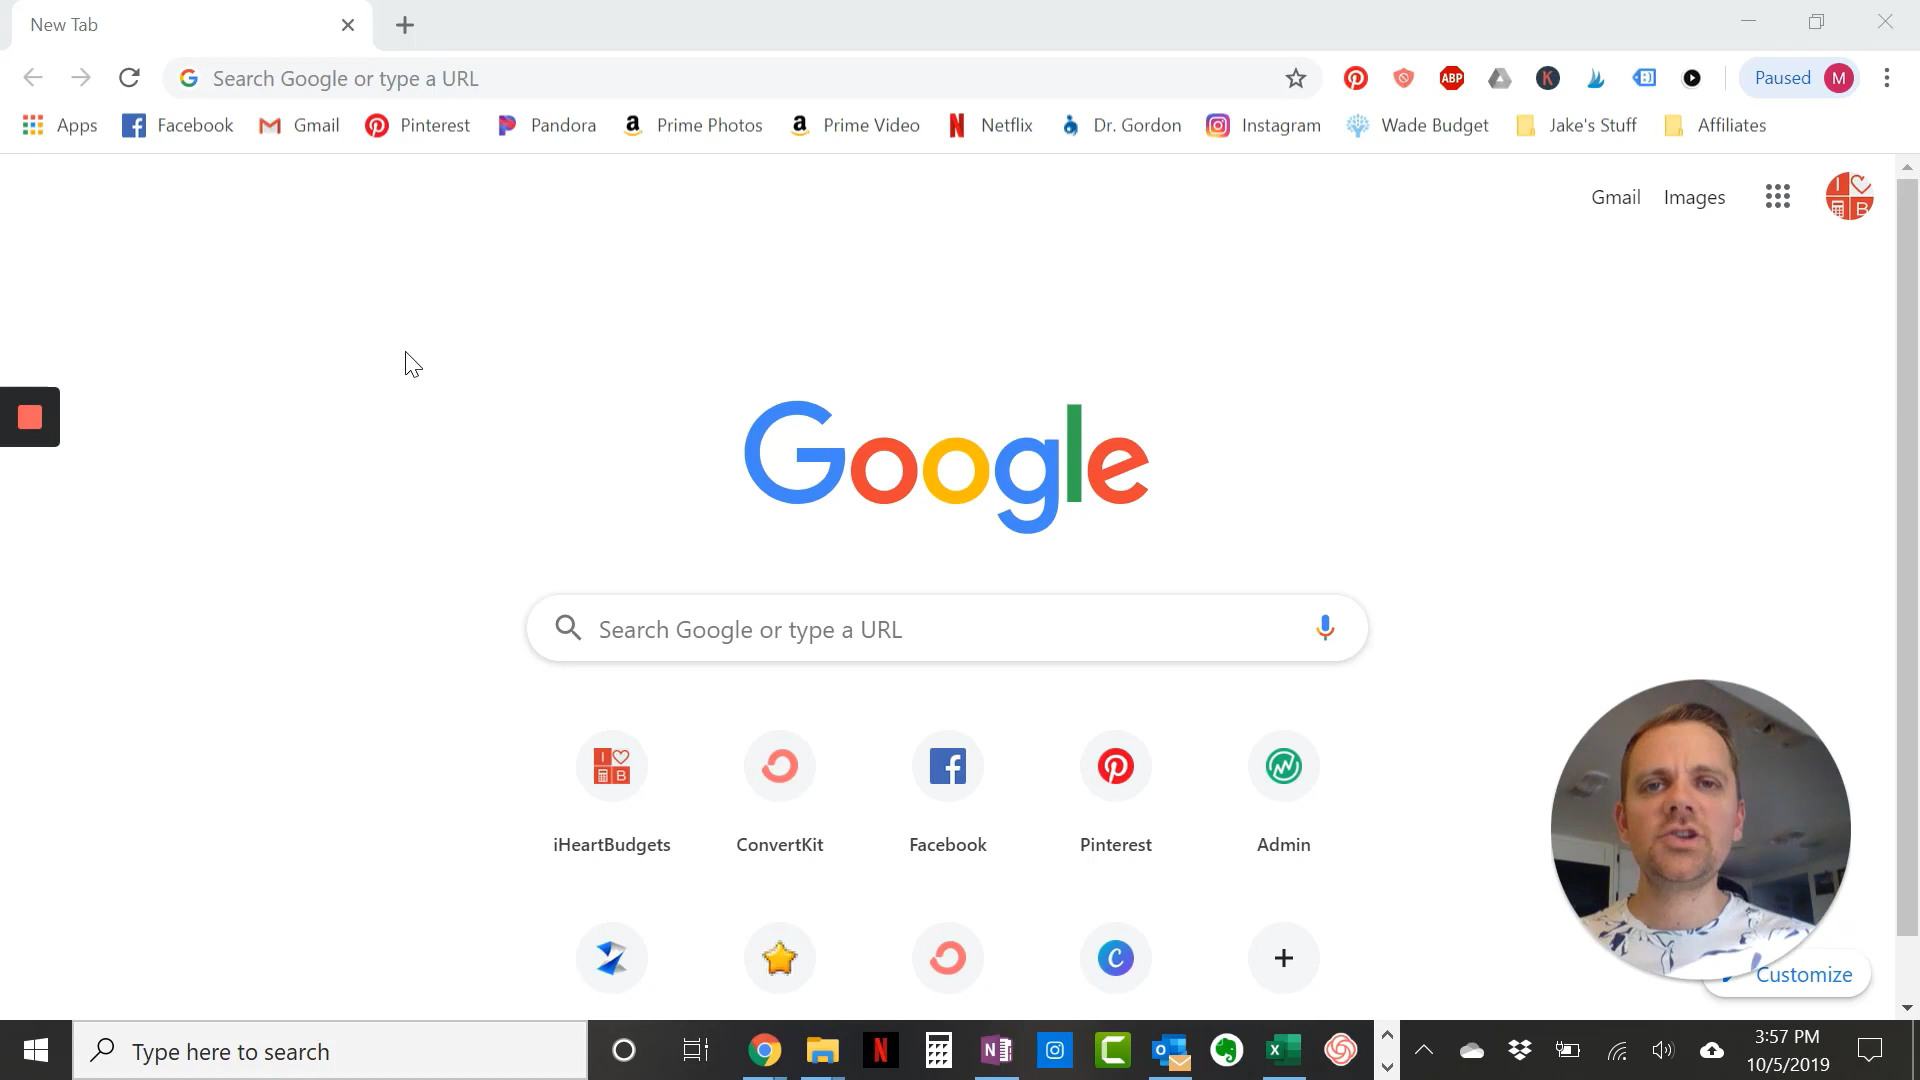 New Tab
Search Google or type a URL
ABP
K
Paused M
Apps Facebook Gmail Pinterest Pandora Prime Photos Prime Video Netflix Dr. Gordon Instagram Wade Budget Jake's Stuff Affiliates
Gmail Images
I
B
Google
Search Google or type a URL
iHeartBudgets ConvertKit Facebook Pinterest Admin
Customize
Type here to search
3:57 PM
10/5/2019